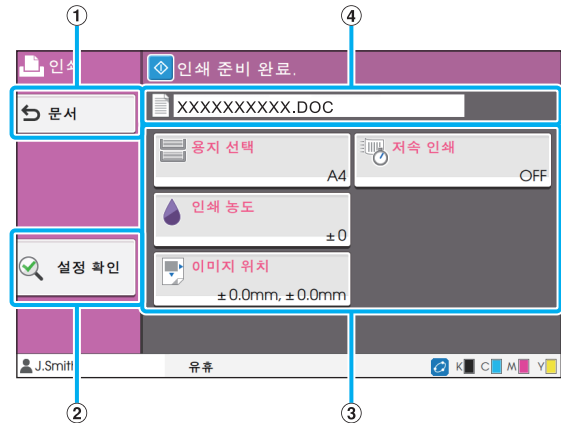 ① ④
인쇄 인쇄 준비 완료.
문서 XXXXXXXXXX.DOC
용지 선택 저속 인쇄
A4 OFF
인쇄 농도
±0
설정 확인 이미지 위치
±0.0mm, ±0.0mm
J.Smith 유휴 K C M Y
② ③